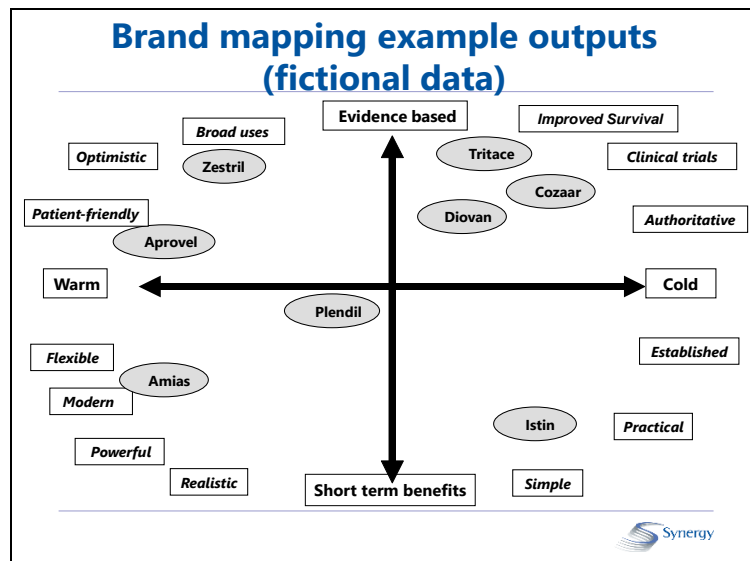 Brand mapping example outputs
(fictional data)
Evidence based
Improved Survival
Broad uses
Optimistic
Zestril
Tritace
Clinical trials
Cozaar
Patient-friendly
Diovan
Authoritative
Aprovel
Warm
Cold
Plendil
Flexible
Established
Amias
Modern
Istin
Practical
Powerful
Realistic
Short term benefits
Simple
Synergy